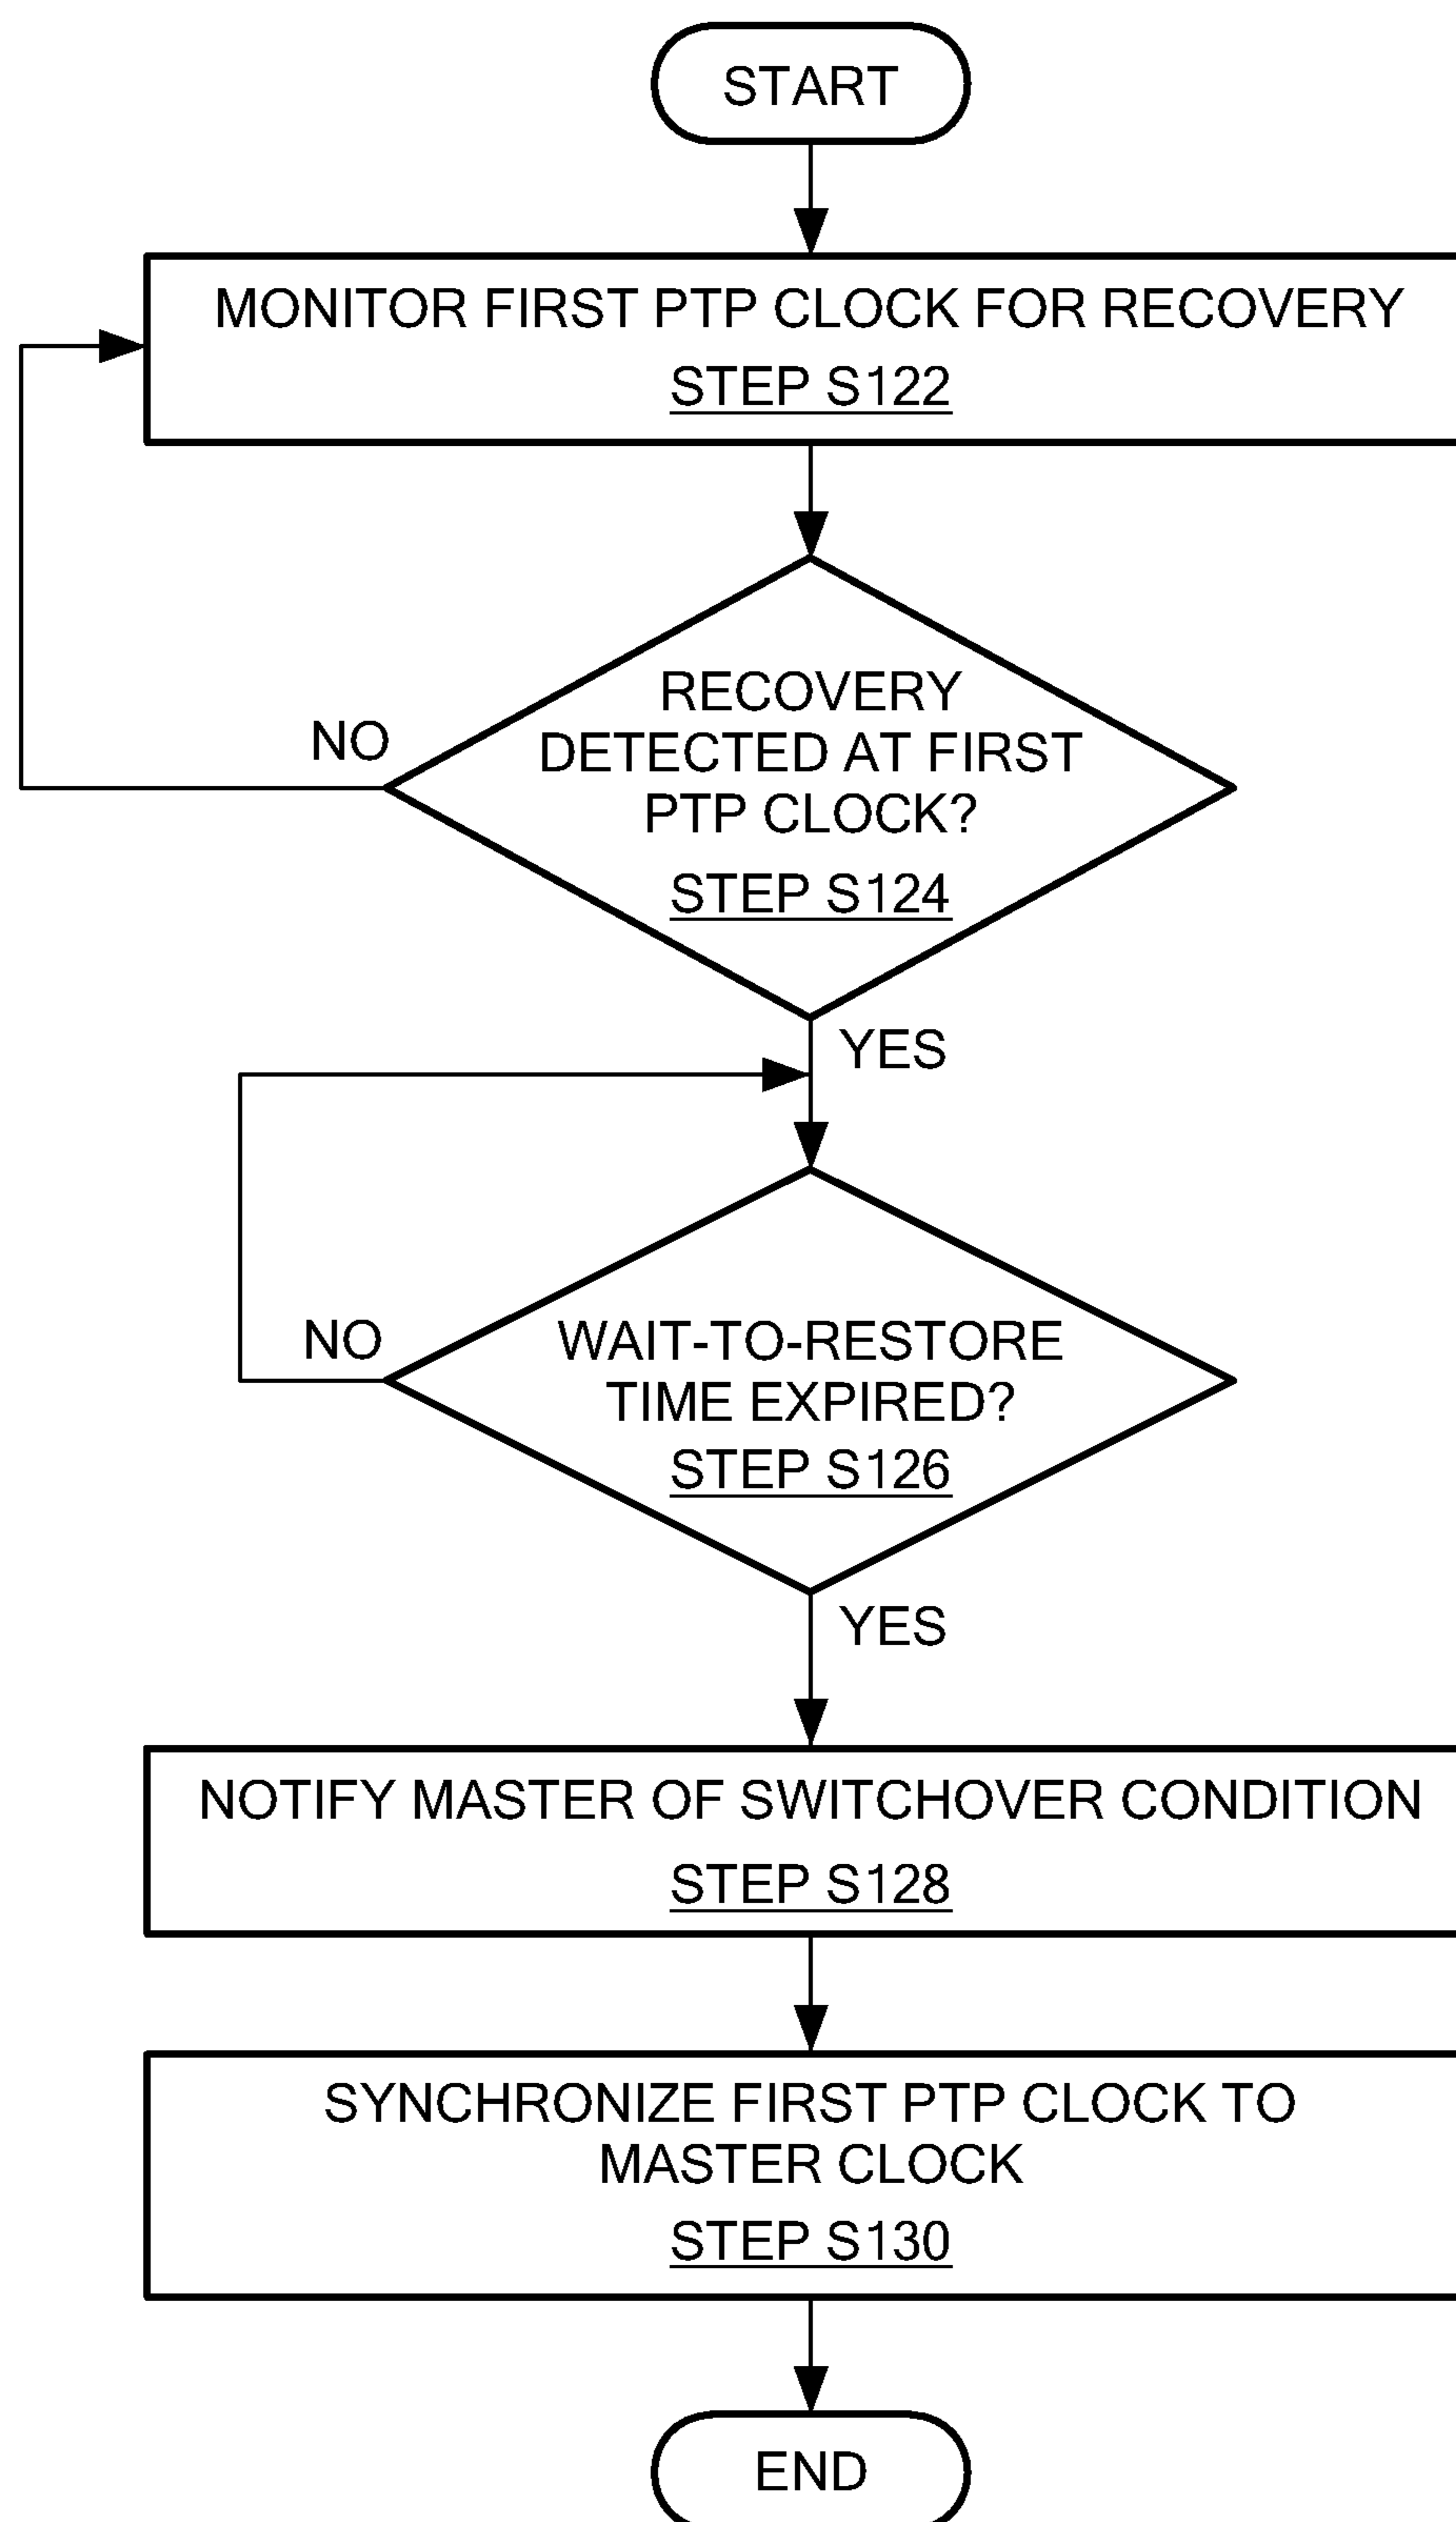 START
MONITOR FIRST PTP CLOCK FOR RECOVERY
STEP S122
RECOVERY
DETECTED AT FIRST
PTP CLOCK?
STEP S124
NO
YES
WAIT-TO-RESTORE
TIME EXPIRED?
STEP S126
NO
YES
NOTIFY MASTER OF SWITCHOVER CONDITION
STEP S128
SYNCHRONIZE FIRST PTP CLOCK TO
MASTER CLOCK
STEP S130
END